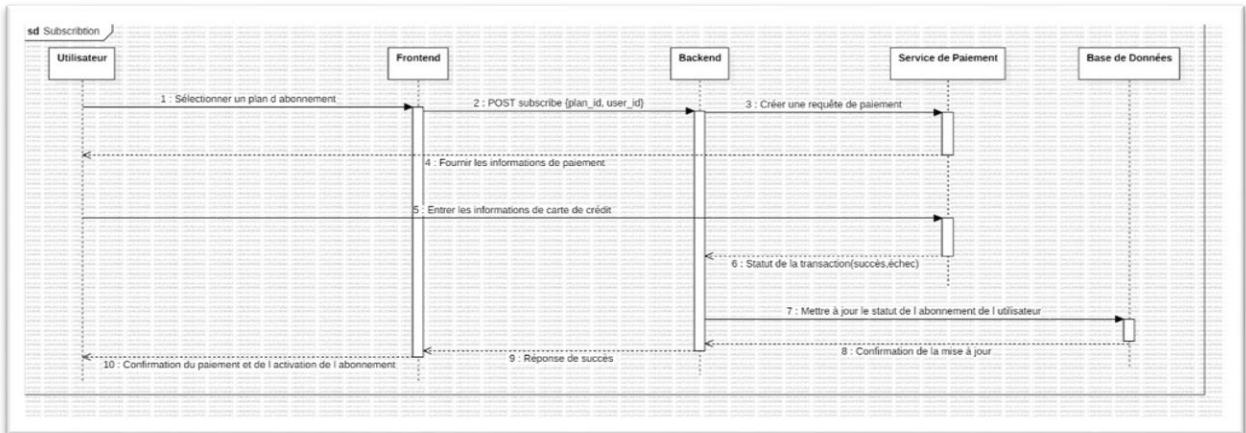 sd Subscribtion
Utilisateur
Frontend
Backend
Service de Paiement
Base de Données
1 : Sélectionner un plan d abonnement
2 : POST subscribe {plan_id, user_id}
3 : Créer une requête de paiement
4 : Fournir les informations de paiement
5 : Entrer les informations de carte de crédit
6 : Statut de la transaction(succès,échec)
7 : Mettre à jour le statut de l abonnement de l utilisateur
8 : Confirmation de la mise à jour
9 : Réponse de succès
10 : Confirmation du paiement et de l activation de l abonnement